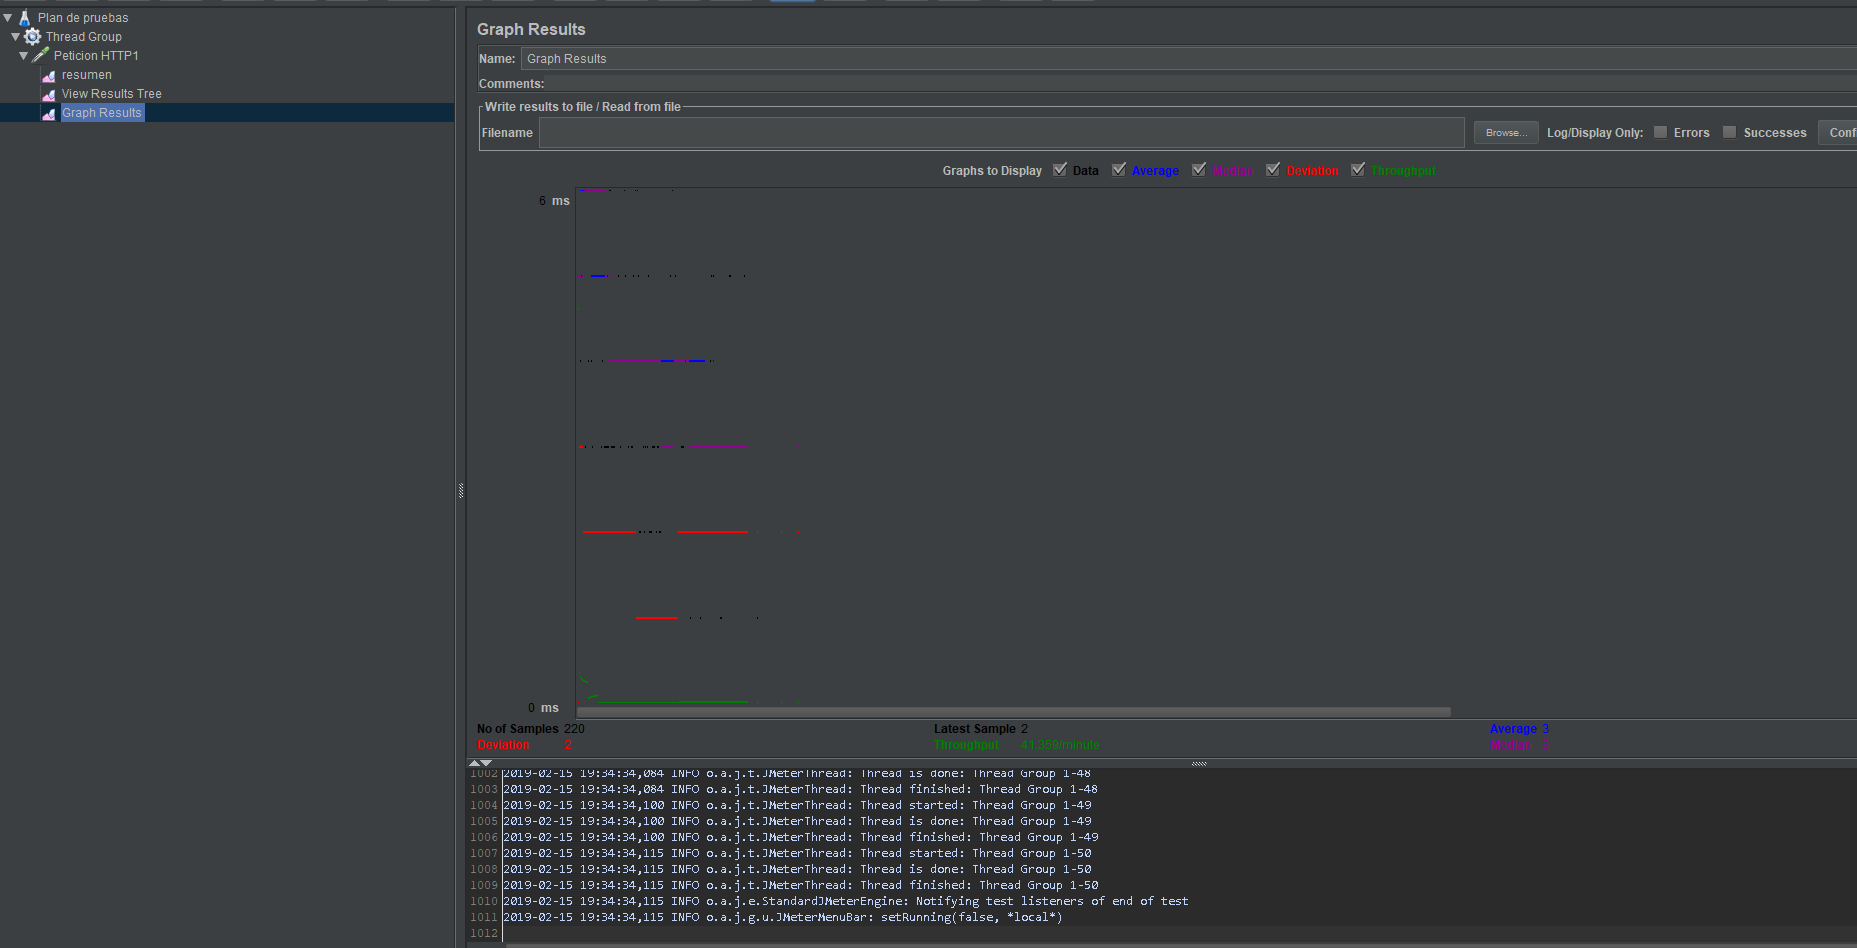 Plan de pruebas
Thread Group
Peticion HTTP1
resumen
View Results Tree
Graph Results
Graph Results
Name: Graph Results
Comments:
Write results to file / Read from file
Filename Browse... Log/Display Only: Errors Successes
Graphs to Display Data Average Median Deviation Throughput
6 ms
0 ms
No of Samples 220 Latest Sample 2 Average 3
Deviation 2 Throughput 41.359/minute Median
1002 2019-02-15 19:34:34,084 INFO o.a.j.t.JMeterThread: Thread is done: Thread Group 1-48
1003 2019-02-15 19:34:34,084 INFO o.a.j.t.JMeterThread: Thread finished: Thread Group 1-48
1004 2019-02-15 19:34:34,100 INFO o.a.j.t.JMeterThread: Thread started: Thread Group 1-49
1005 2019-02-15 19:34:34,100 INFO o.a.j.t.JMeterThread: Thread is done: Thread Group 1-49
1006 2019-02-15 19:34:34,100 INFO o.a.j.t.JMeterThread: Thread finished: Thread Group 1-49
1007 2019-02-15 19:34:34,115 INFO o.a.j.t.JMeterThread: Thread started: Thread Group 1-50
1008 2019-02-15 19:34:34,115 INFO o.a.j.t.JMeterThread: Thread is done: Thread Group 1-50
1009 2019-02-15 19:34:34,115 INFO o.a.j.t.JMeterThread: Thread finished: Thread Group 1-50
1010 2019-02-15 19:34:34,115 INFO o.a.j.e.StandardJMeterEngine: Notifying test listeners of end of test
1011 2019-02-15 19:34:34,115 INFO o.a.j.g.u.JMeterMenuBar: setRunning(false, *local*)
1012